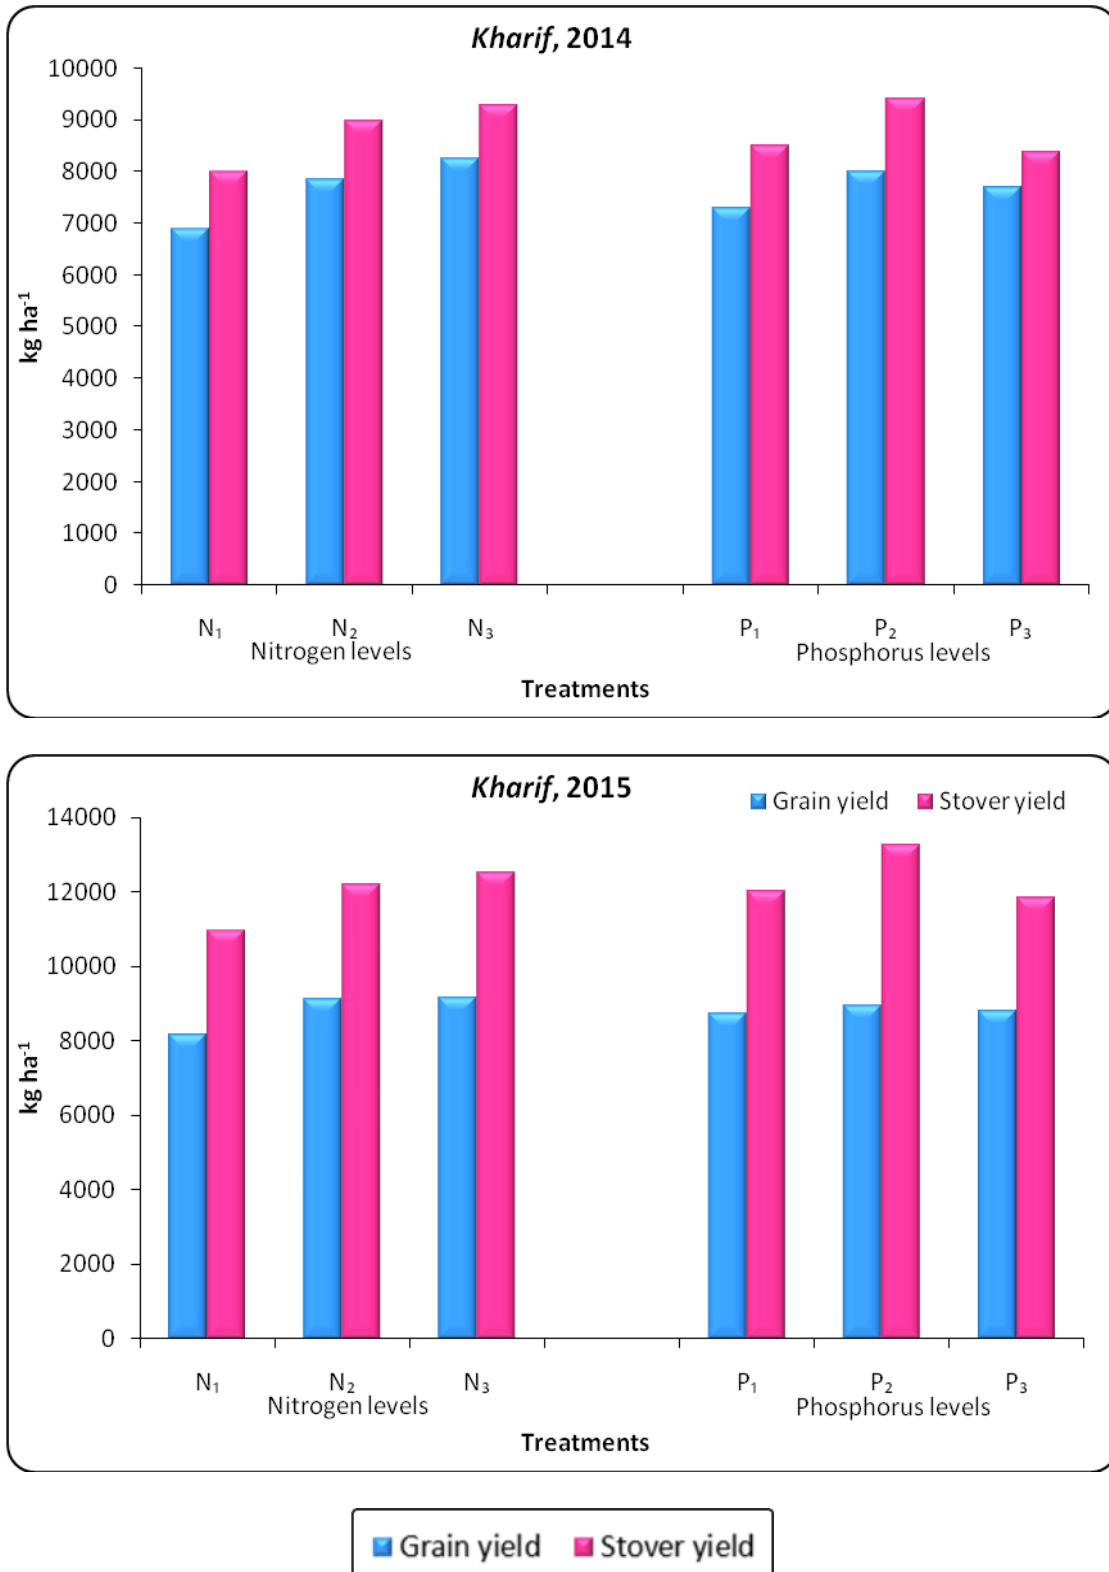 Kharif, 2014
10000
9000
8000
7000
6000
5000
4000
3000
2000
1000
0
kg ha⁻¹
N₁ N₂ N₃ P₁ P₂ P₃
Nitrogen levels Phosphorus levels
Treatments
Kharif, 2015
Grain yield Stover yield
14000
12000
10000
8000
6000
4000
2000
0
kg ha⁻¹
N₁ N₂ N₃ P₁ P₂ P₃
Nitrogen levels Phosphorus levels
Treatments
Grain yield Stover yield